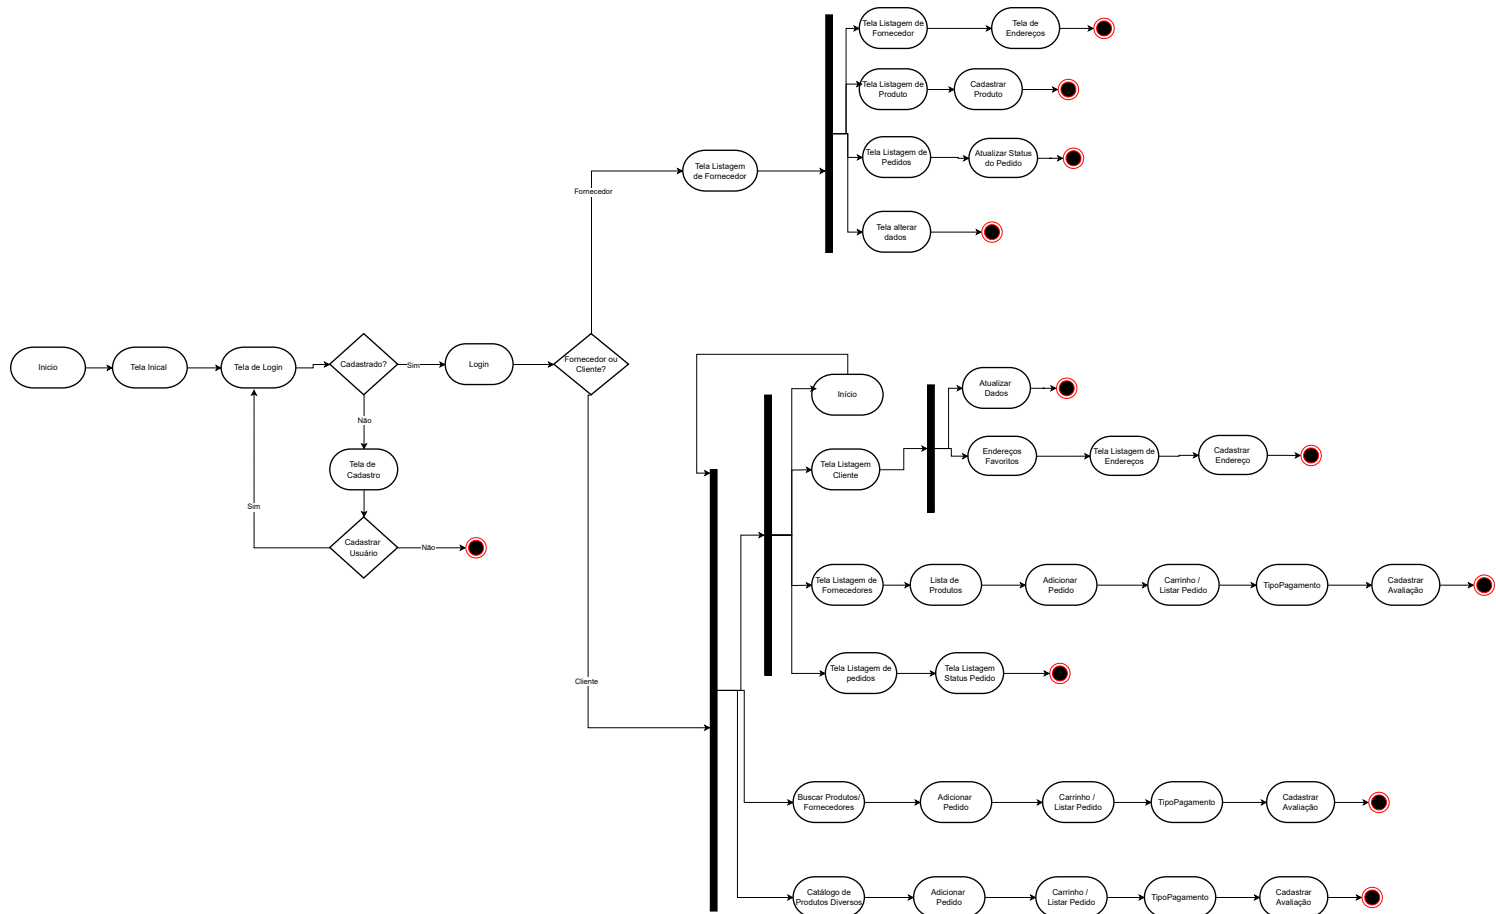 Tela Listagem de
Fornecedor
Tela de
Endereços
Tela Listagem de
Produto
Cadastrar
Produto
Tela Listagem de
Pedidos
Atualizar Status
do Pedido
Tela Listagem
de Fornecedor
Fornecedor
Tela alterar
dados
Inicio
Tela Inical
Tela de Login
Cadastrado?
Sim
Login
Fornecedor ou
Cliente?
Não
Tela de
Cadastro
Sim
Cadastrar
Usuário
Não
Cliente
Início
Atualizar
Dados
Tela Listagem
Cliente
Endereços
Favoritos
Tela Listagem de
Endereços
Cadastrar
Endereço
Tela Listagem de
Fornecedores
Lista de
Produtos
Adicionar
Pedido
Carrinho /
Listar Pedido
TipoPagamento
Cadastrar
Avaliação
Tela Listagem de
pedidos
Tela Listagem
Status Pedido
Buscar Produtos/
Fornecedores
Adicionar
Pedido
Carrinho /
Listar Pedido
TipoPagamento
Cadastrar
Avaliação
Catálogo de
Produtos Diversos
Adicionar
Pedido
Carrinho /
Listar Pedido
TipoPagamento
Cadastrar
Avaliação